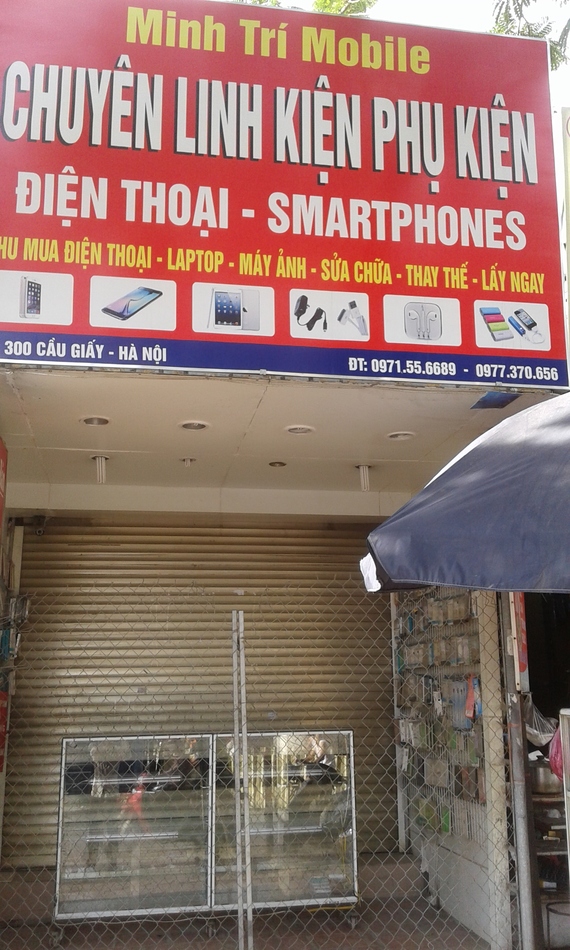 Minh Trí Mobile
CHUYÊN LINH KIỆN PHỤ KIỆN
ĐIỆN THOẠI - SMARTPHONES
HU MUA ĐIỆN THOẠI - LAPTOP - MÁY ẢNH - SỬA CHỮA - THAY THẾ - LẤY NGAY
300 CẦU GIẤY - HÀ NỘI
ĐT: 0971.55.6689 - 0977.370.656